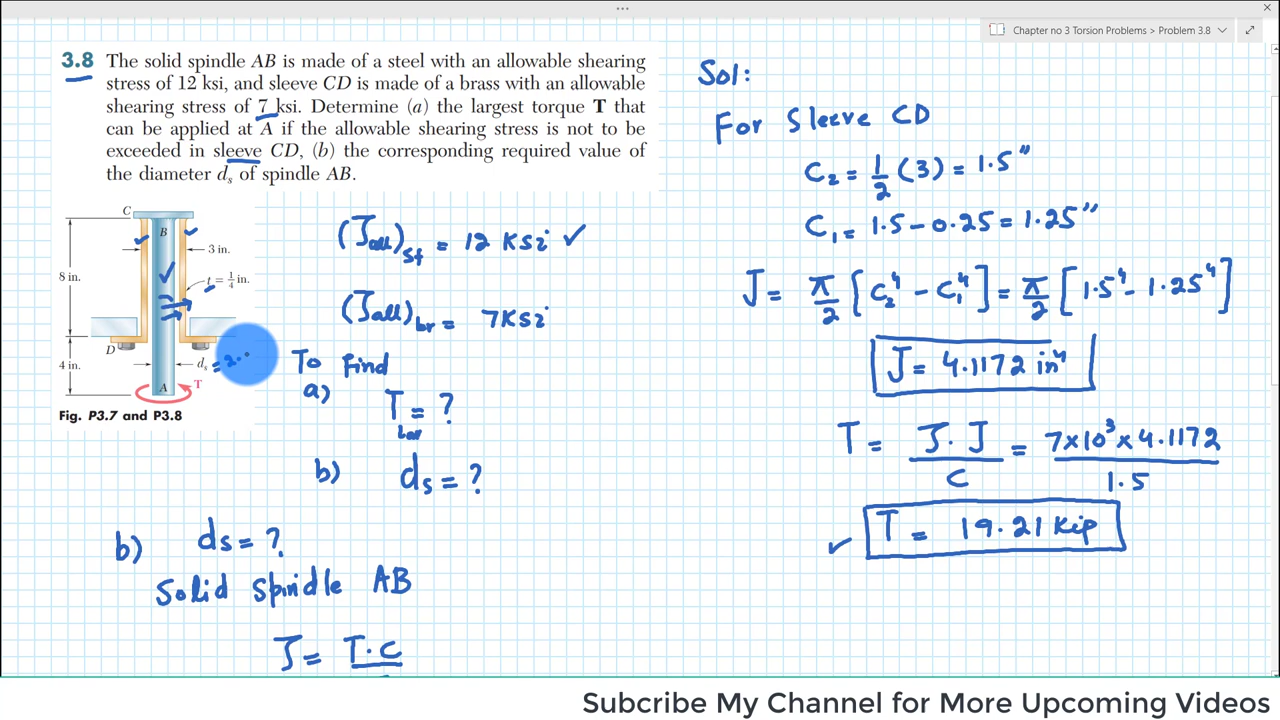 ...
×
Chapter no 3 Torsion Problems > Problem 3.8
3.8 The solid spindle AB is made of a steel with an allowable shearing
stress of 12 ksi, and sleeve CD is made of a brass with an allowable
shearing stress of 7 ksi. Determine (a) the largest torque T that
can be applied at A if the allowable shearing stress is not to be
exceeded in sleeve CD, (b) the corresponding required value of
the diameter ds of spindle AB.
C
B
3 in.
8 in.
t = 1/4 in.
D
4 in.
ds = 2.
A
T
Fig. P3.7 and P3.8
(τall)st = 12 ksi ✓
(τall)br = 7 ksi
To Find
a) T = ?
b) ds = ?
b) ds = ?
Solid Spindle AB
τ = T.C
Sol:
For Sleeve CD
C2 = 1/2 (3) = 1.5"
C1 = 1.5 - 0.25 = 1.25"
J = π/2 [C2⁴ - C1⁴] = π/2 [1.5⁴ - 1.25⁴]
J = 4.1172 in⁴
T = τ.J/C = 7×10³×4.1172/1.5
✓ T = 19.21 kip
Subcribe My Channel for More Upcoming Videos